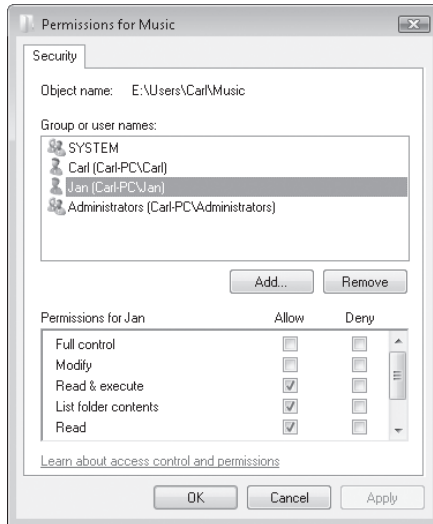 Permissions for Music
Security
Object name: E:\Users\Carl\Music
Group or user names:
SYSTEM
Carl (Carl-PC\Carl)
Jan (Carl-PC\Jan)
Administrators (Carl-PC\Administrators)
Add... Remove
Permissions for Jan Allow Deny
Full control
Modify
Read & execute
List folder contents
Read
Learn about access control and permissions
OK Cancel Apply